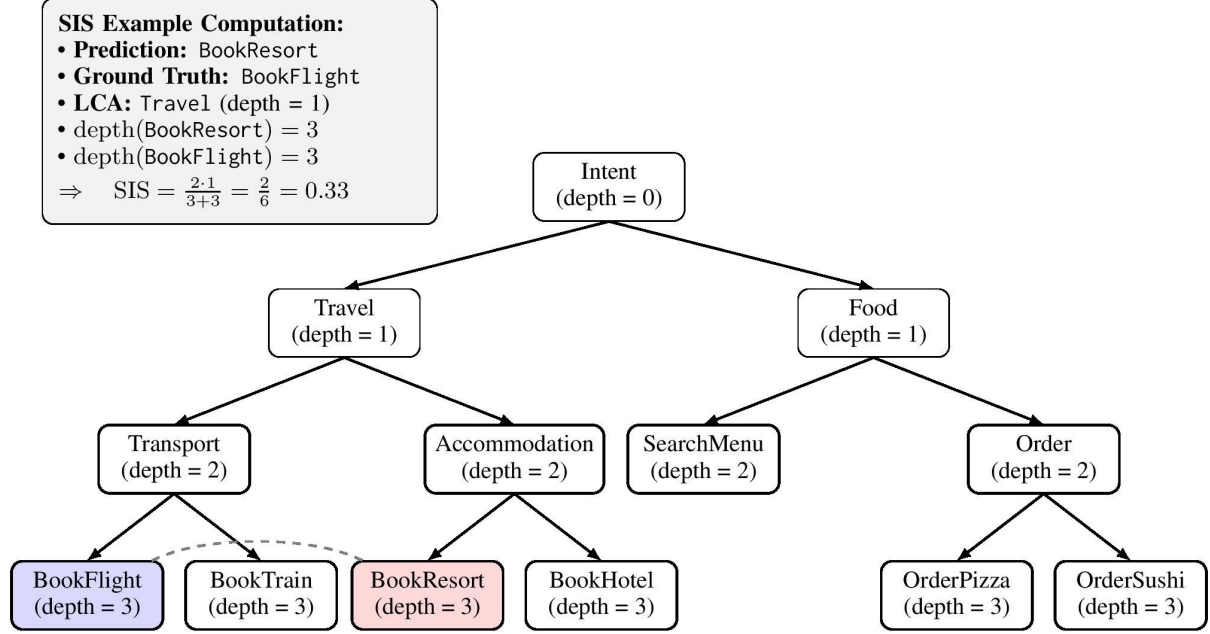 SIS Example Computation:
• Prediction: BookResort
• Ground Truth: BookFlight
• LCA: Travel (depth = 1)
• depth(BookResort) = 3
• depth(BookFlight) = 3
⇒ SIS = 2·1/3+3 = 2/6 = 0.33
Intent
(depth = 0)
Travel
(depth = 1)
Food
(depth = 1)
Transport
(depth = 2)
Accommodation
(depth = 2)
SearchMenu
(depth = 2)
Order
(depth = 2)
BookFlight
(depth = 3)
BookTrain
(depth = 3)
BookResort
(depth = 3)
BookHotel
(depth = 3)
OrderPizza
(depth = 3)
OrderSushi
(depth = 3)